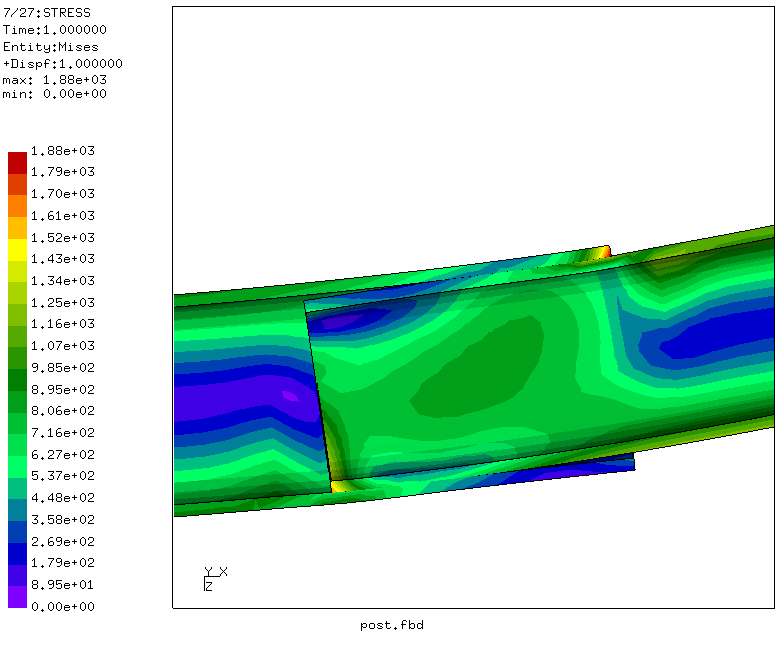 7/27:STRESS
Time:1.000000
Entity:Mises
+Dispf:1.000000
max: 1.88e+03
min: 0.00e+00
1.88e+03
1.79e+03
1.70e+03
1.61e+03
1.52e+03
1.43e+03
1.34e+03
1.25e+03
1.16e+03
1.07e+03
9.85e+02
8.95e+02
8.06e+02
7.16e+02
6.27e+02
5.37e+02
4.48e+02
3.58e+02
2.69e+02
1.79e+02
8.95e+01
0.00e+00
Y X
Z
post.fbd